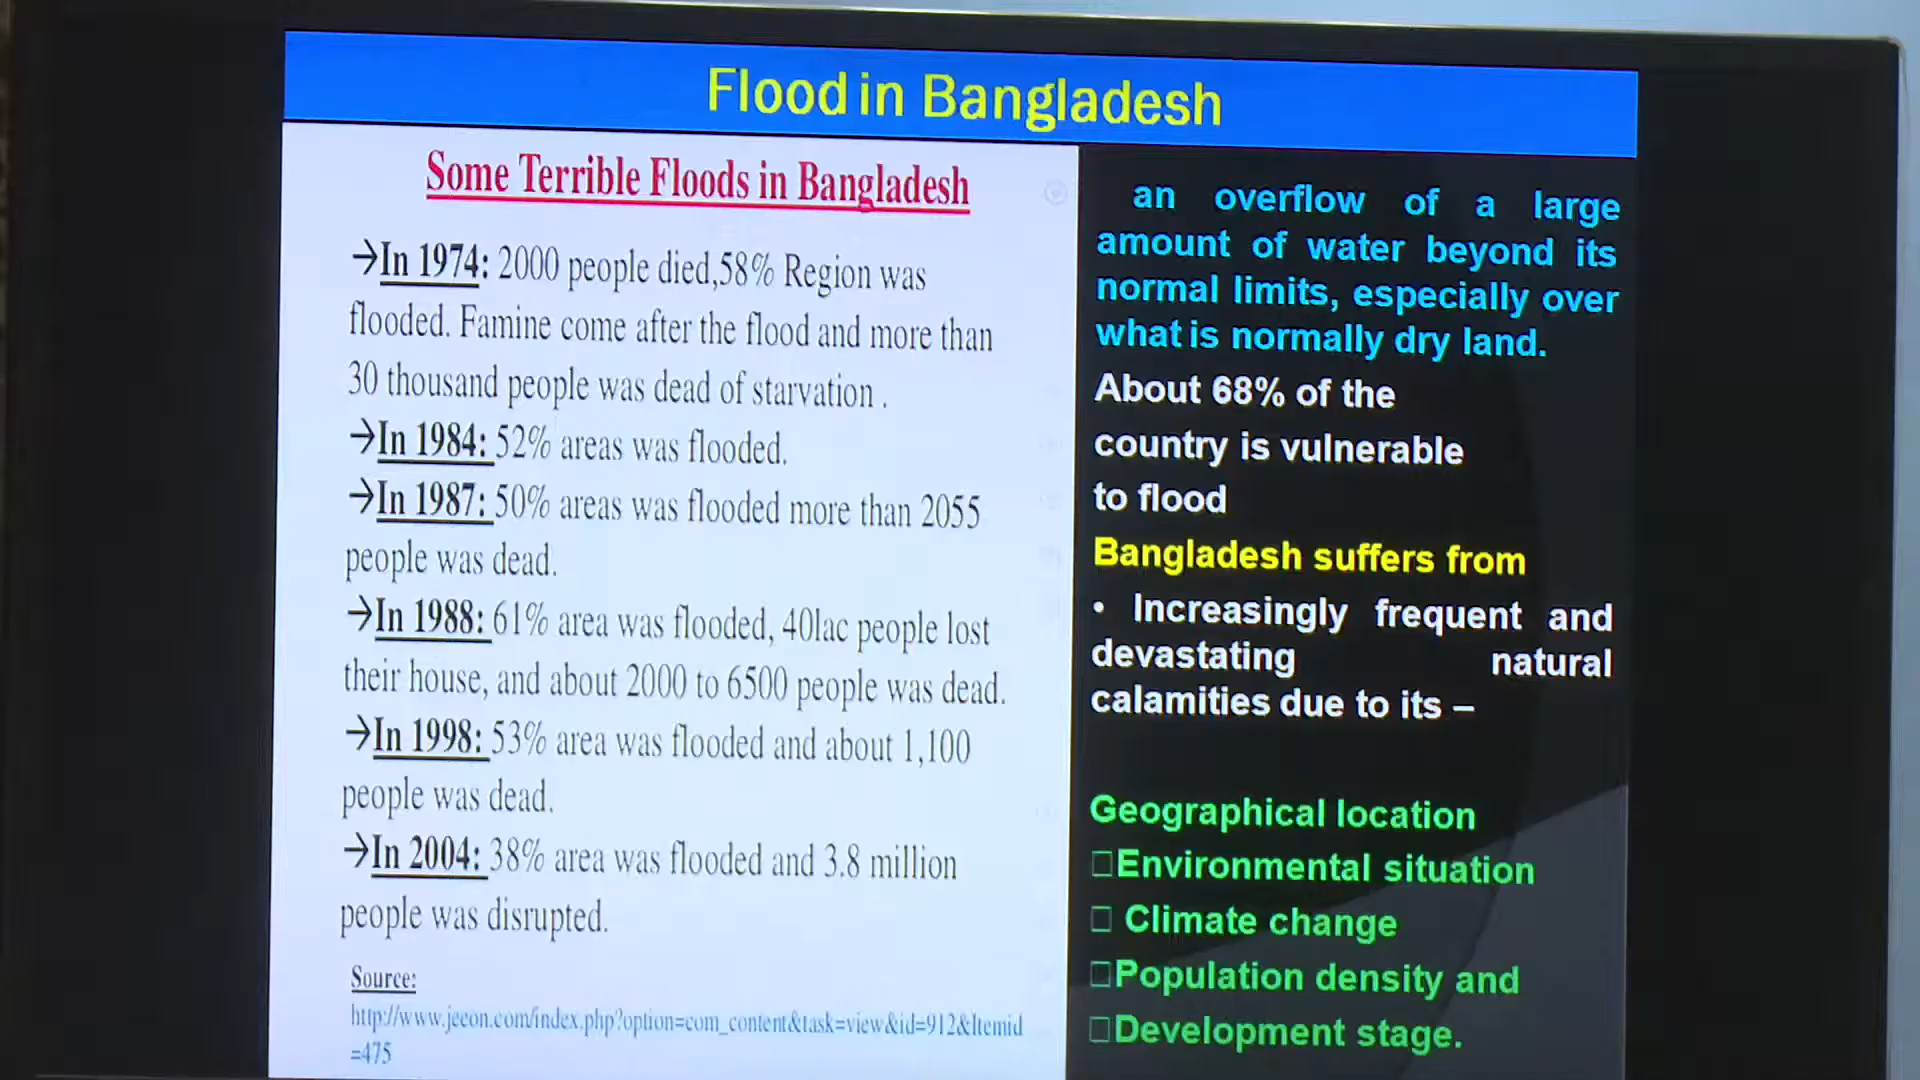 Flood in Bangladesh
Some Terrible Floods in Bangladesh
→In 1974: 2000 people died,58% Region was
flooded. Famine come after the flood and more than
30 thousand people was dead of starvation .
→In 1984: 52% areas was flooded.
→In 1987: 50% areas was flooded more than 2055
people was dead.
→In 1988: 61% area was flooded, 40lac people lost
their house, and about 2000 to 6500 people was dead.
→In 1998: 53% area was flooded and about 1,100
people was dead.
→In 2004: 38% area was flooded and 3.8 million
people was disrupted.
Source:
http://www.jeeon.com/index.php?option=com_content&task=view&id=912&Itemid
=475
an overflow of a large
amount of water beyond its
normal limits, especially over
what is normally dry land.
About 68% of the
country is vulnerable
to flood
Bangladesh suffers from
• Increasingly frequent and
devastating natural
calamities due to its –
Geographical location
□Environmental situation
□ Climate change
□Population density and
□Development stage.